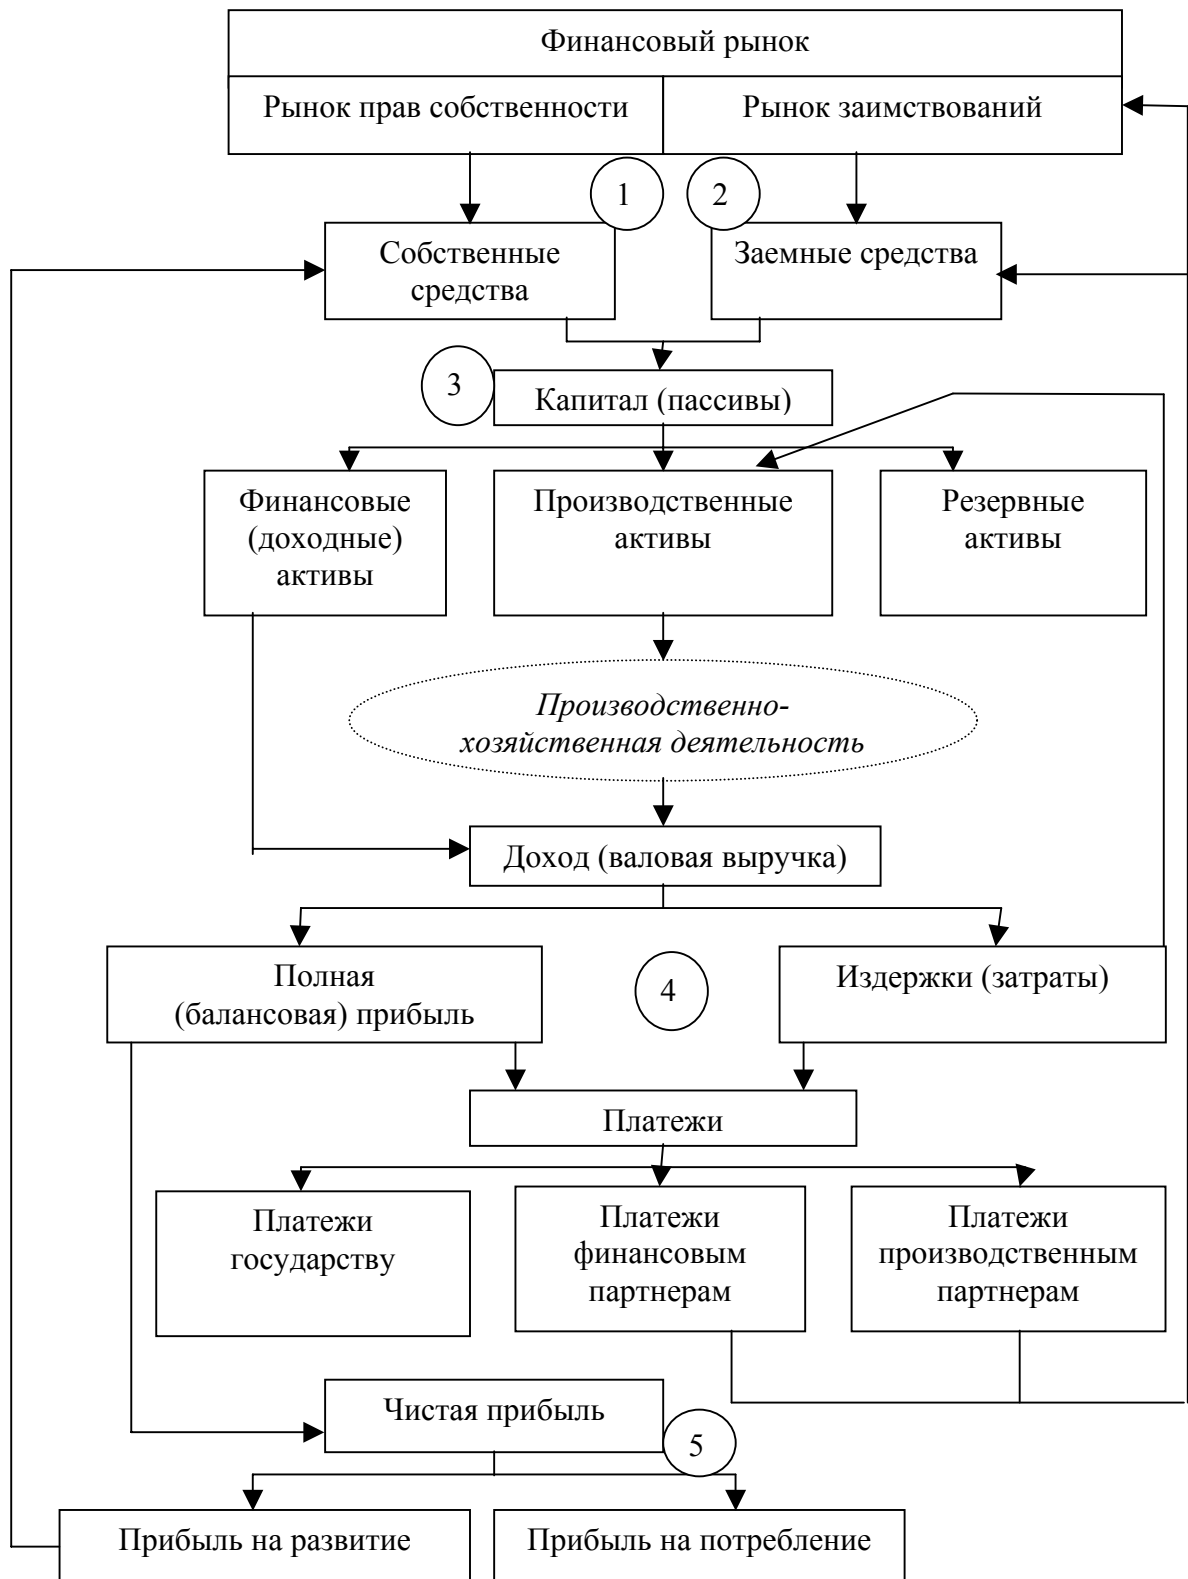 Финансовый рынок
Рынок прав собственности
Рынок заимствований
1
2
Собственные
средства
Заемные средства
3
Капитал (пассивы)
Финансовые
(доходные)
активы
Производственные
активы
Резервные
активы
Производственно-
хозяйственная деятельность
Доход (валовая выручка)
Полная
(балансовая) прибыль
4
Издержки (затраты)
Платежи
Платежи
государству
Платежи
финансовым
партнерам
Платежи
производственным
партнерам
Чистая прибыль
5
Прибыль на развитие
Прибыль на потребление